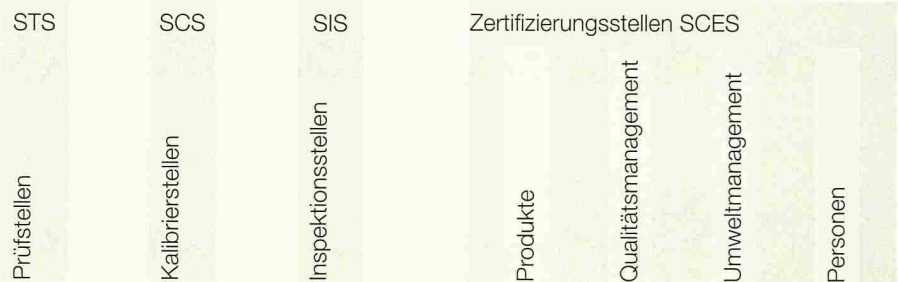 STS
SCS
SIS
Zertifizierungsstellen SCES
Prüfstellen
Kalibrierstellen
Inspektionsstellen
Produkte
Qualitätsmanagement
Umweltmanagement
Personen